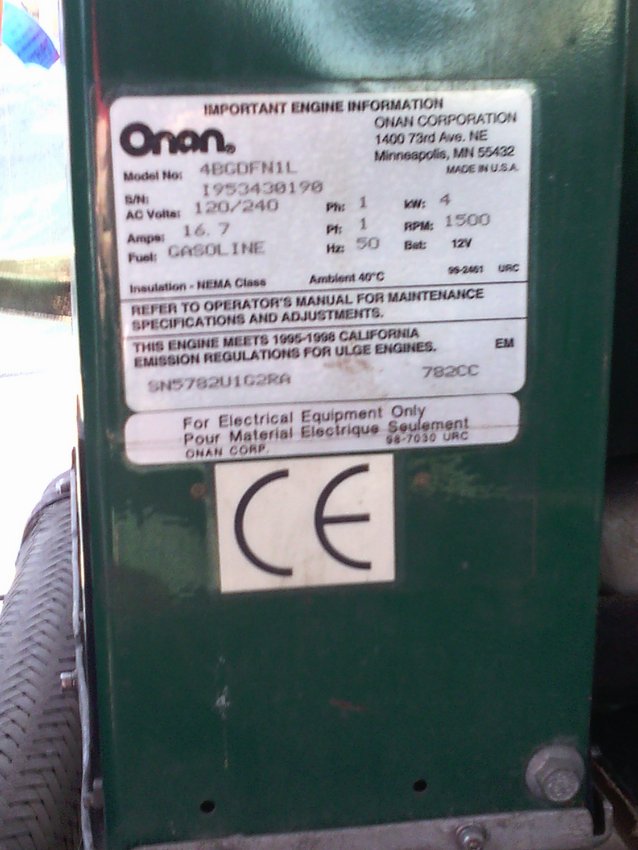 IMPORTANT ENGINE INFORMATION
Onan®
ONAN CORPORATION
1400 73rd Ave. NE
Minneapolis, MN 55432
MADE IN U.S.A.
Model No: 4BGDFN1L
S/N: I953430190
AC Volts: 120/240 Ph: 1 kW: 4
Amps: 16.7 Pf: 1 RPM: 1500
Fuel: GASOLINE Hz: 50 Bat: 12V
Insulation - NEMA Class Ambient 40°C 99-2461 URC
REFER TO OPERATOR'S MANUAL FOR MAINTENANCE
SPECIFICATIONS AND ADJUSTMENTS.
THIS ENGINE MEETS 1995-1998 CALIFORNIA
EMISSION REGULATIONS FOR ULGE ENGINES. EM
SN5782U1G2RA 782CC
For Electrical Equipment Only
Pour Material Electrique Seulement
ONAN CORP. 98-7030 URC
CE